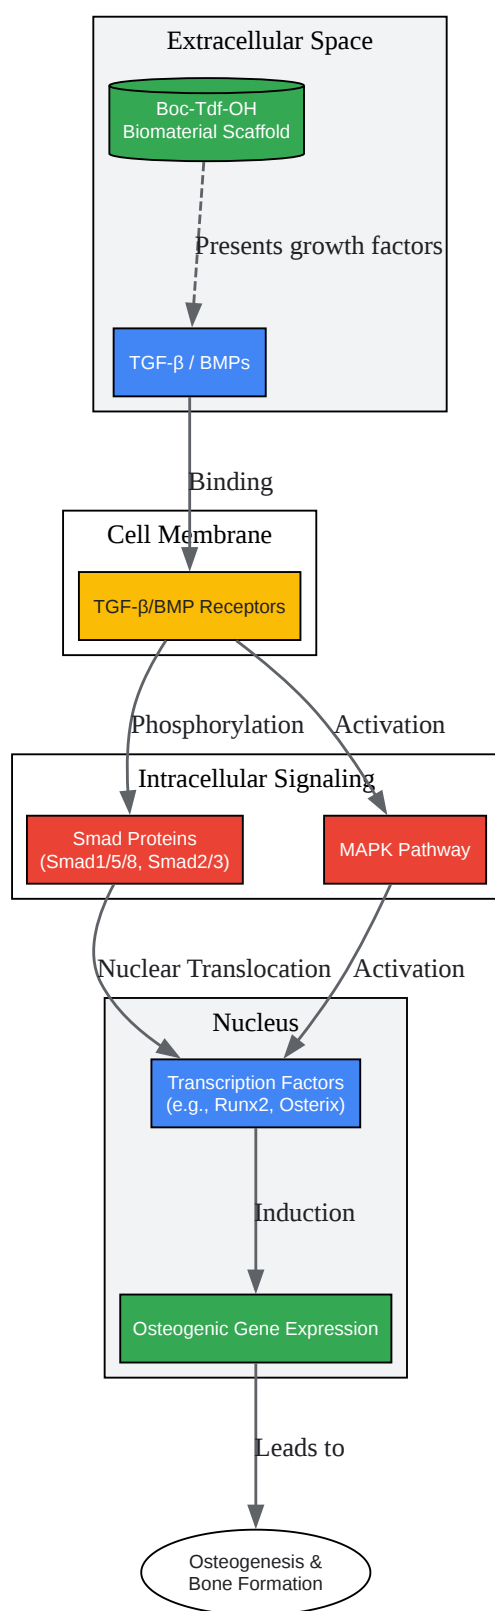 Extracellular Space
Boc-Tdf-OH
Biomaterial Scaffold
Presents growth factors
TGF-β / BMPs
Binding
Cell Membrane
TGF-β/BMP Receptors
Phosphorylation
Activation
Intracellular Signaling
Smad Proteins
(Smad1/5/8, Smad2/3)
MAPK Pathway
Nuclear Translocation
Activation
Nucleus
Transcription Factors
(e.g., Runx2, Osterix)
Induction
Osteogenic Gene Expression
Leads to
Osteogenesis &
Bone Formation